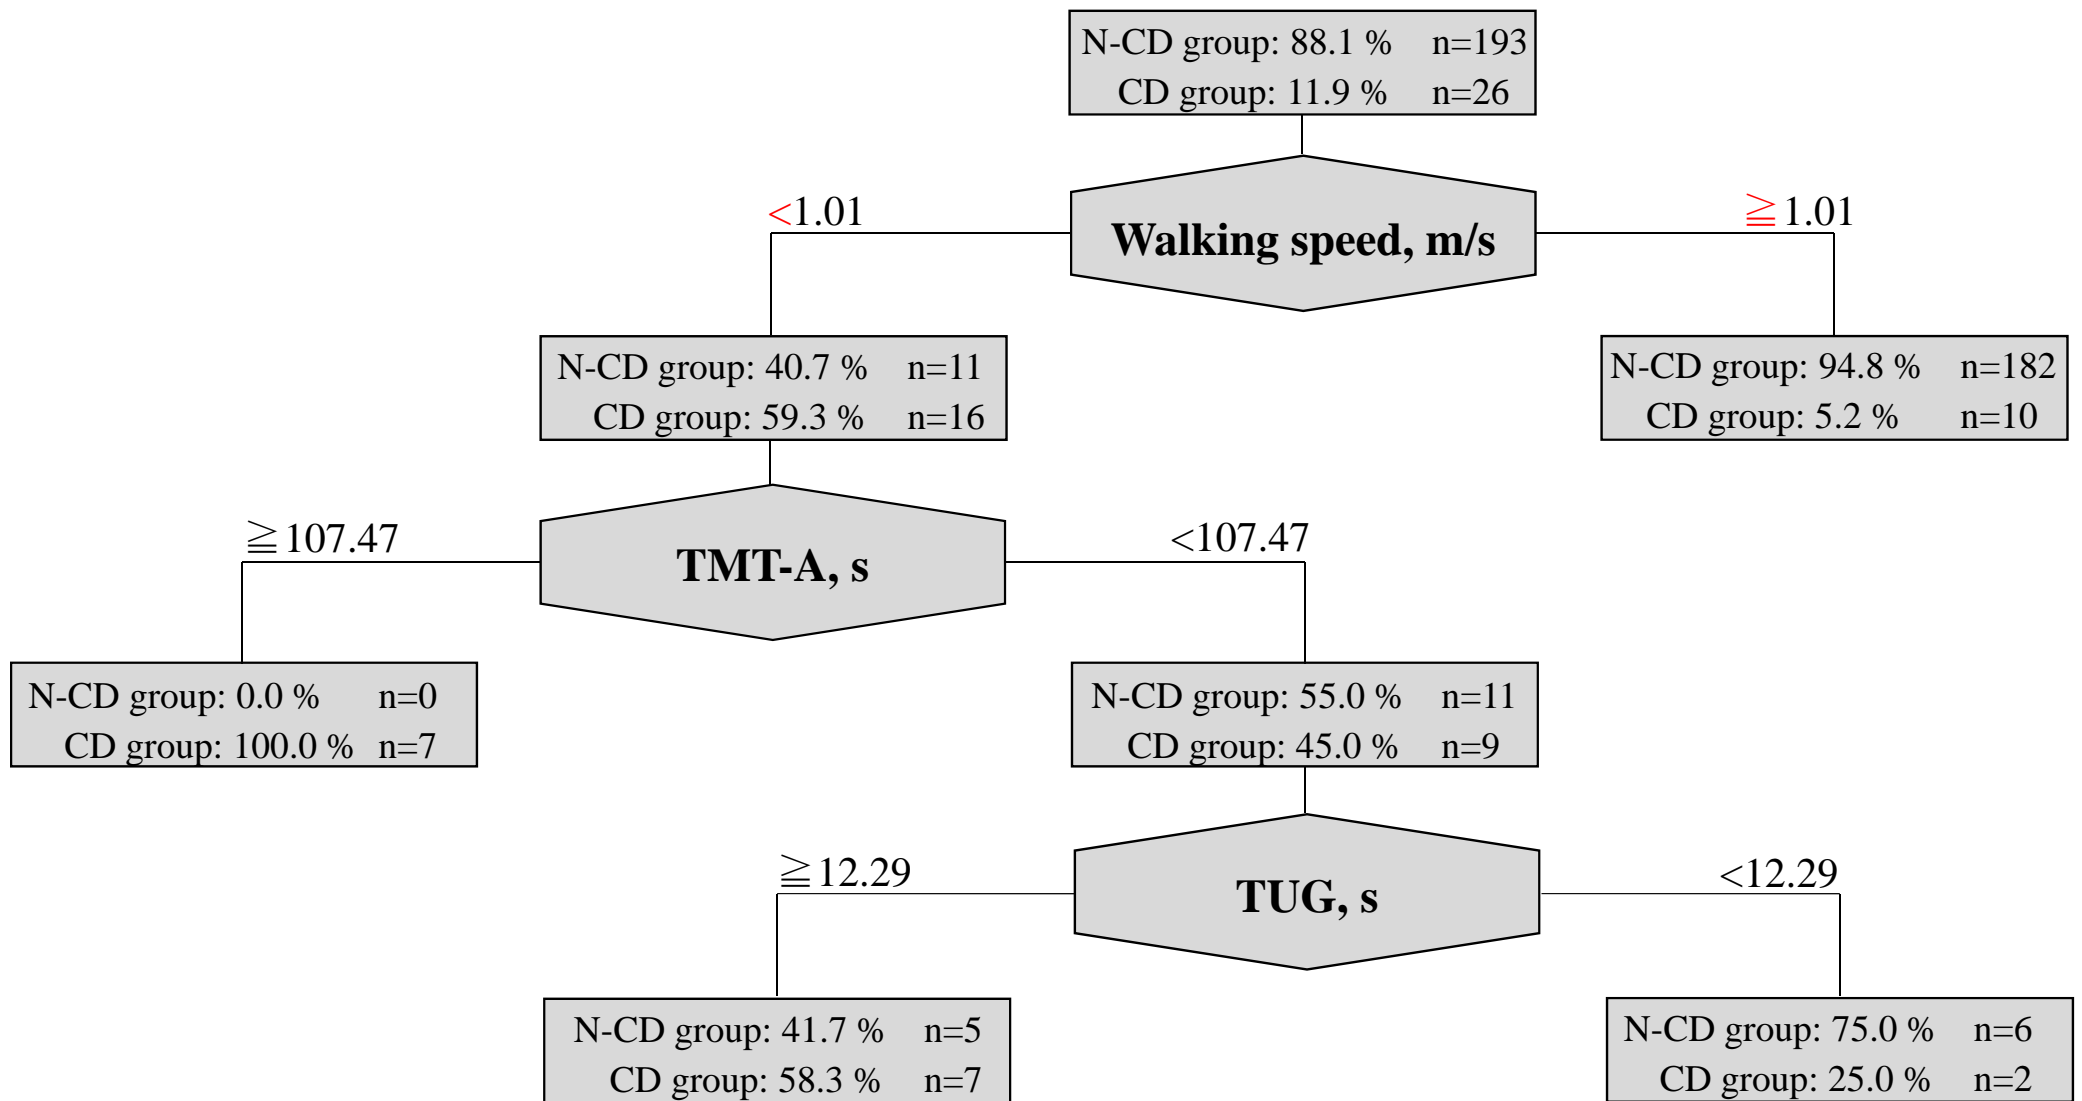 N-CD group: 88.1 % n=193
CD group: 11.9 % n=26
<1.01
≧1.01
Walking speed, m/s
N-CD group: 40.7 % n=11
CD group: 59.3 % n=16
N-CD group: 94.8 % n=182
CD group: 5.2 % n=10
≧107.47
<107.47
TMT-A, s
N-CD group: 0.0 % n=0
CD group: 100.0 % n=7
N-CD group: 55.0 % n=11
CD group: 45.0 % n=9
≧12.29
<12.29
TUG, s
N-CD group: 41.7 % n=5
CD group: 58.3 % n=7
N-CD group: 75.0 % n=6
CD group: 25.0 % n=2